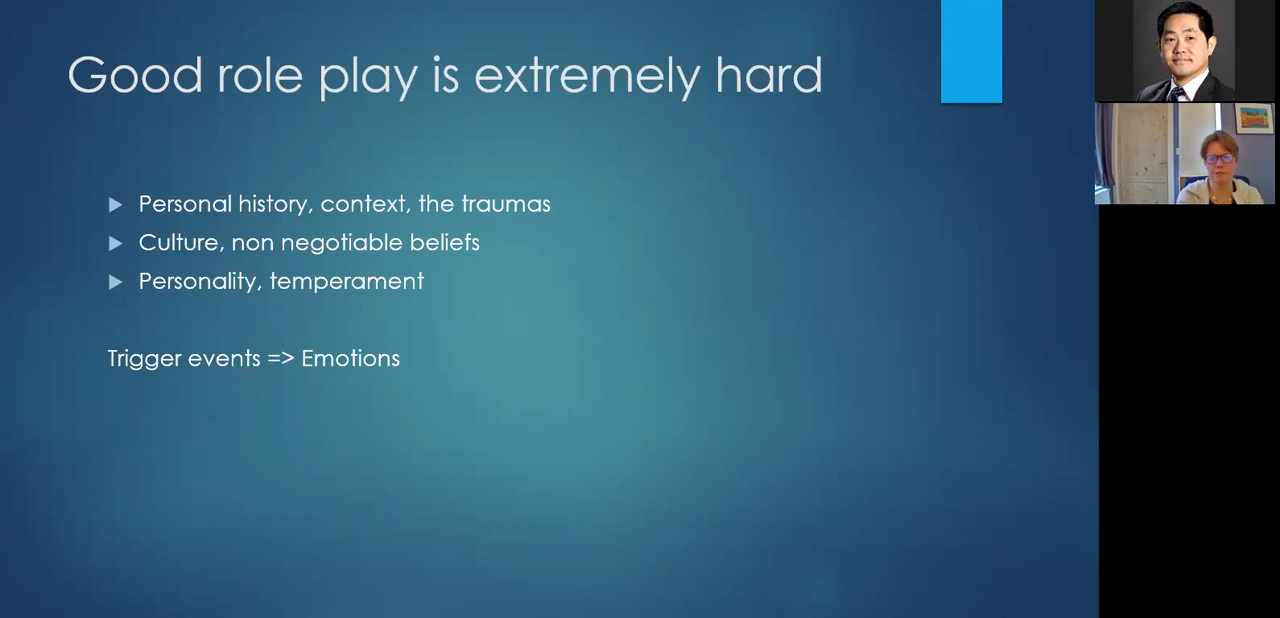 Good role play is extremely hard
Personal history, context, the traumas
Culture, non negotiable beliefs
Personality, temperament
Trigger events => Emotions